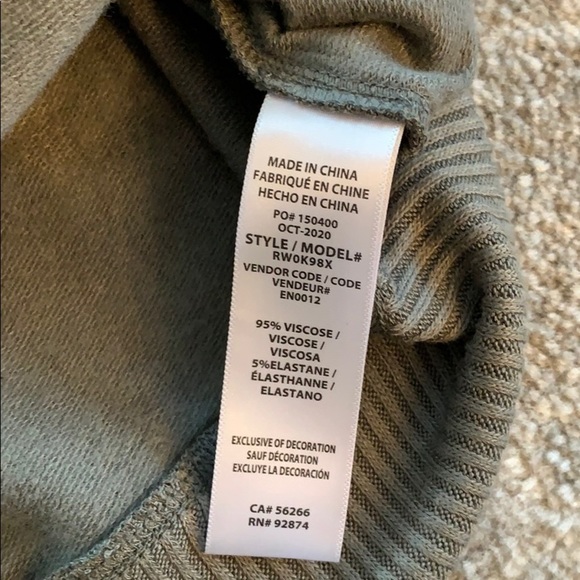 MADE IN CHINA
FABRIQUÉ EN CHINE
HECHO EN CHINA
PO# 150400
OCT-2020
STYLE / MODEL#
RW0K98X
VENDOR CODE / CODE
VENDEUR#
EN0012
95% VISCOSE /
VISCOSE /
VISCOSA
5%ELASTANE /
ÉLASTHANNE /
ELASTANO
EXCLUSIVE OF DECORATION
SAUF DÉCORATION
EXCLUYE LA DECORACIÓN
CA# 56266
RN# 92874